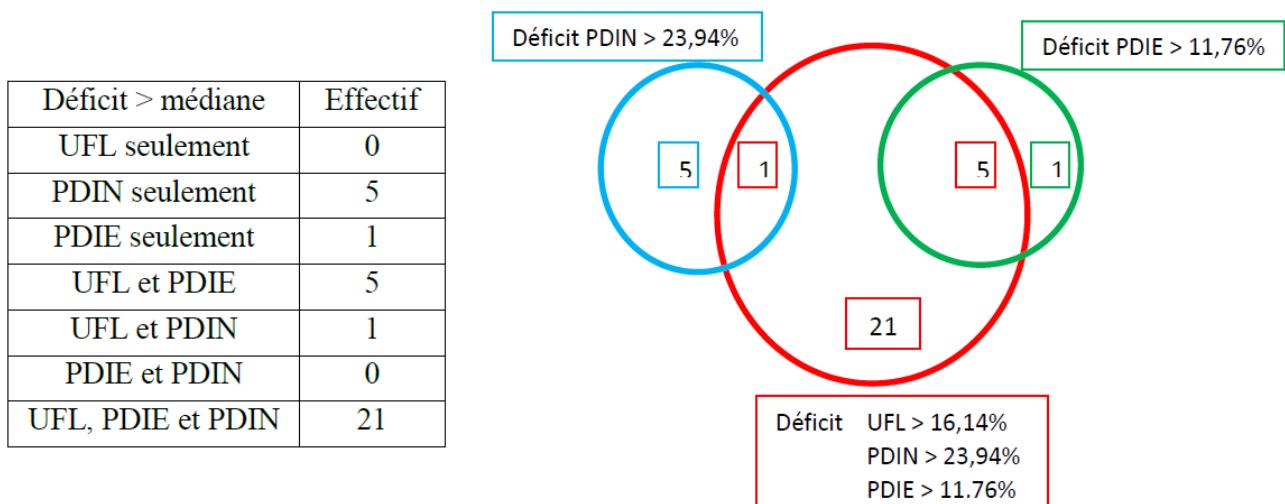 Déficit > médiane Effectif
UFL seulement 0
PDIN seulement 5
PDIE seulement 1
UFL et PDIE 5
UFL et PDIN 1
PDIE et PDIN 0
UFL, PDIE et PDIN 21
Déficit PDIN > 23,94%
Déficit PDIE > 11,76%
5 1 5 1
21
Déficit UFL > 16,14%
PDIN > 23,94%
PDIE > 11.76%